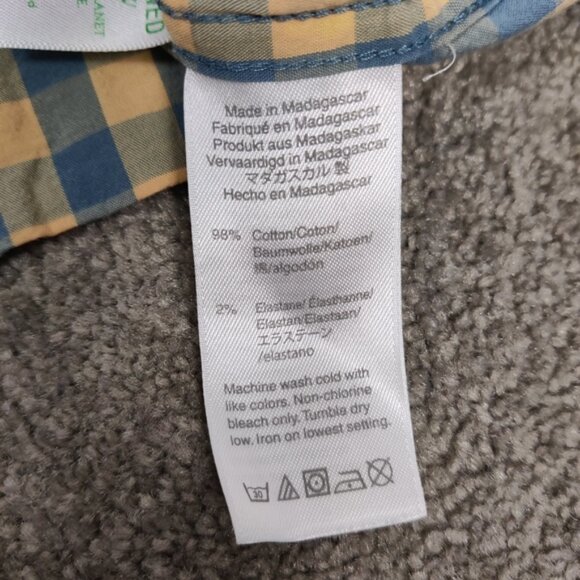 NED
PLANET
Made in Madagascar
Fabriqué en Madagascar
Produkt aus Madagaskar
Vervaardigd in Madagascar
マダガスカル 製
Hecho en Madagascar
98% Cotton/Coton/
Baumwolle/Katoen/
綿/algodón
2% Elastane/ Élasthanne/
Elastan/Elastaan/
エラステーン/
/elastano
Machine wash cold with
like colors. Non-chlorine
bleach only. Tumble dry
low. Iron on lowest setting.
30